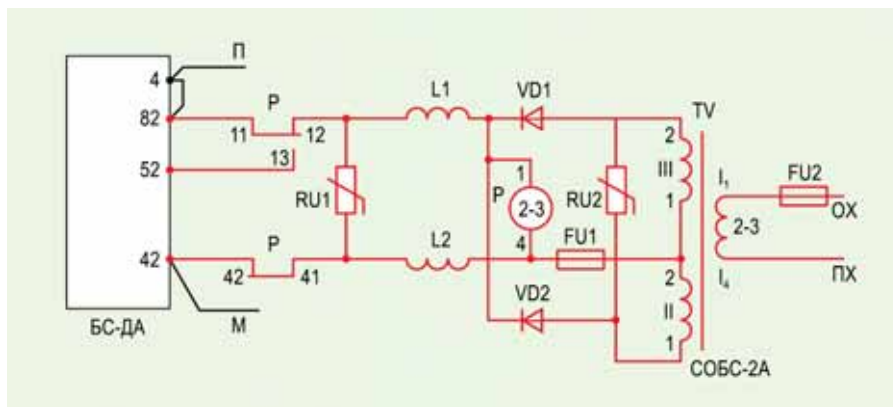 П
4
Р
82
11
12
13
52
RU1
Р
42
42
41
М
БС-ДА
L1
VD1
1
Р
2-3
4
L2
FU1
VD2
RU2
TV
2
III
1
2
II
1
СОБС-2А
I₁
2-3
I₄
FU2
ОХ
ПХ